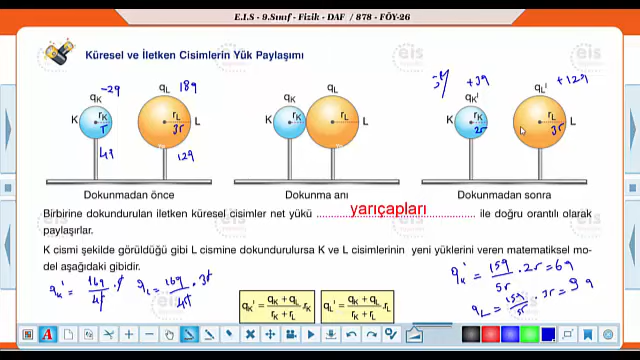 E.I.S - 9.Sınıf - Fizik - DAF / 878 - FÖY-26
Küresel ve İletken Cisimlerin Yük Paylaşımı
-2q
qK
qL 18q
K rK r
rL 3r L
4q
12q
Dokunmadan önce
qK
qL
K rK
rL L
Dokunma anı
+3q
qK'
qL' +12q
K rK 2r
rL 3r L
Dokunmadan sonra
Birbirine dokundurulan iletken küresel cisimler net yükü yarıçapları ile doğru orantılı olarak
paylaşırlar.
K cismi şekilde görüldüğü gibi L cismine dokundurulursa K ve L cisimlerinin yeni yüklerini veren matematiksel mo-
del aşağıdaki gibidir.
qK' = 16q/4r · r
qL' = 16q/4r · 3r
qK' = qK + qL / rK + rL .rK
qL' = qK + qL / rK + rL .rL
qK' = 15q/5r · 2r = 6q
qL = 15q/5r · 3r = 9q